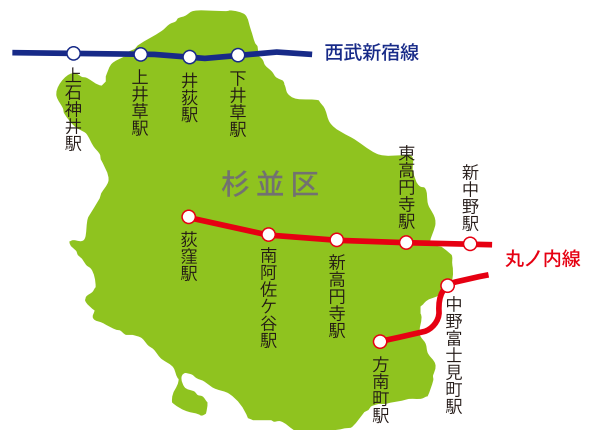 西武新宿線
上石神井駅
上井草駅
井荻駅
下井草駅
杉並区
東高円寺駅
新中野駅
荻窪駅
南阿佐ケ谷駅
新高円寺駅
丸ノ内線
中野富士見町駅
方南町駅